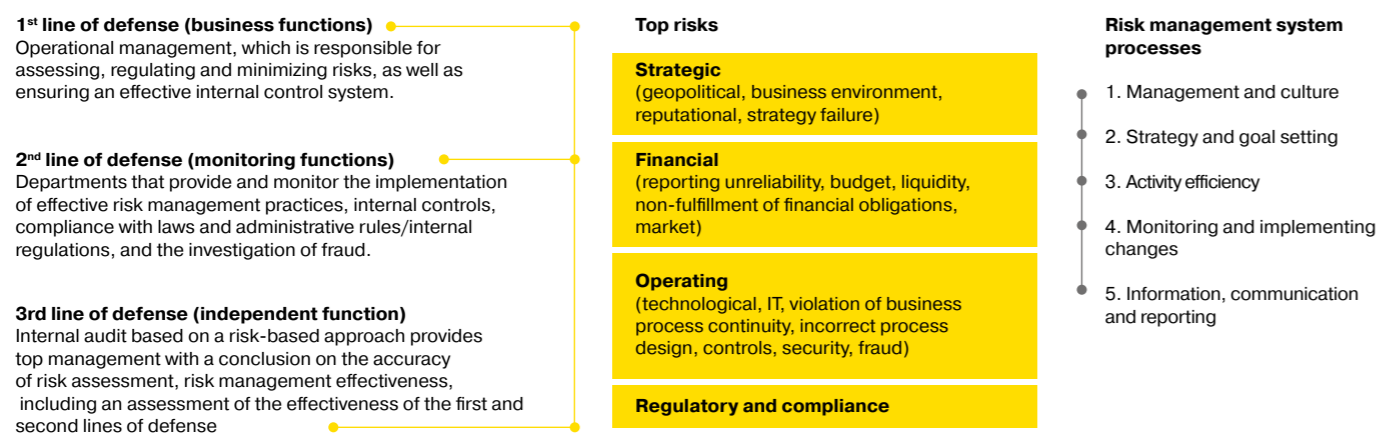 1st line of defense (business functions)
Operational management, which is responsible for
assessing, regulating and minimizing risks, as well as
ensuring an effective internal control system.
2nd line of defense (monitoring functions)
Departments that provide and monitor the implementation
of effective risk management practices, internal controls,
compliance with laws and administrative rules/internal
regulations, and the investigation of fraud.
3rd line of defense (independent function)
Internal audit based on a risk-based approach provides
top management with a conclusion on the accuracy
of risk assessment, risk management effectiveness,
including an assessment of the effectiveness of the first and
second lines of defense
Top risks
Strategic
(geopolitical, business environment,
reputational, strategy failure)
Financial
(reporting unreliability, budget, liquidity,
non-fulfillment of financial obligations,
market)
Operating
(technological, IT, violation of business
process continuity, incorrect process
design, controls, security, fraud)
Regulatory and compliance
Risk management system
processes
1. Management and culture
2. Strategy and goal setting
3. Activity efficiency
4. Monitoring and implementing
changes
5. Information, communication
and reporting